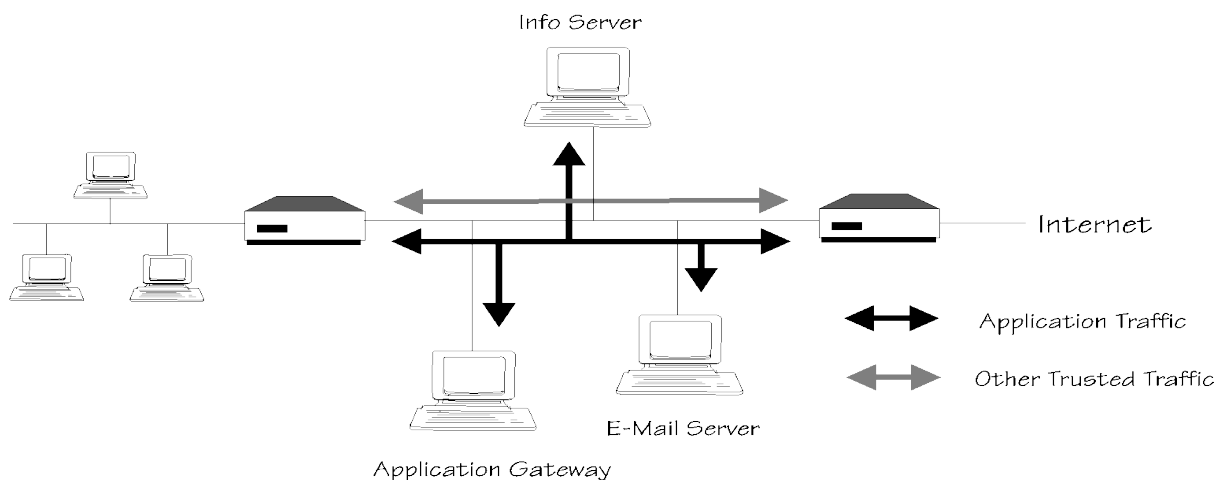 Info Server
Internet
Application Traffic
Other Trusted Traffic
E-Mail Server
Application Gateway